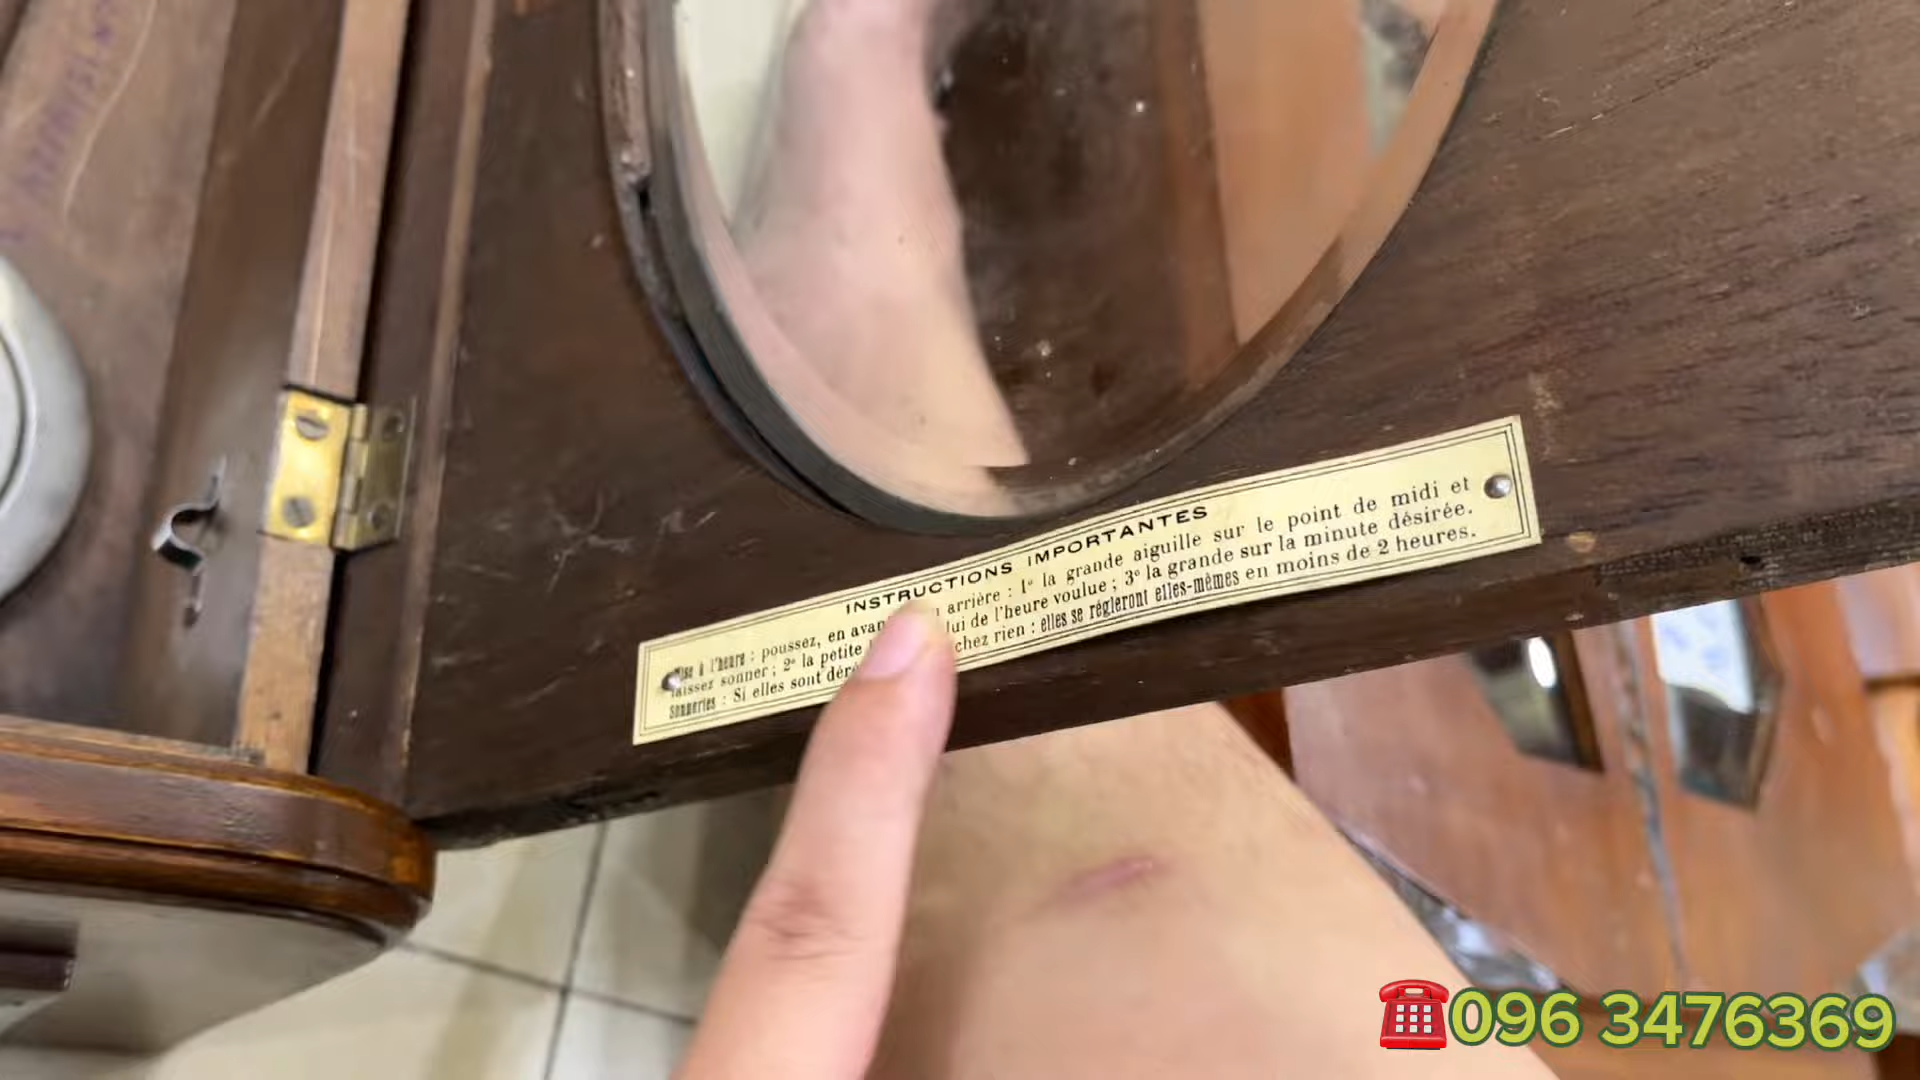 INSTRUCTIONS IMPORTANTES
Mise à l'heure : poussez, en avan arrière : 1° la grande aiguille sur le point de midi et
laissez sonner ; 2° la petite lui de l'heure voulue ; 3° la grande sur la minute désirée.
Sonneries : Si elles sont déré chez rien : elles se régleront elles-mêmes en moins de 2 heures.
096 3476369